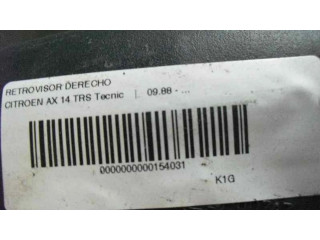 RETROVISOR DERECHO
CITROEN AX 14 TRS Tecnic | 09.88 - ...
0000000000154031
K1G